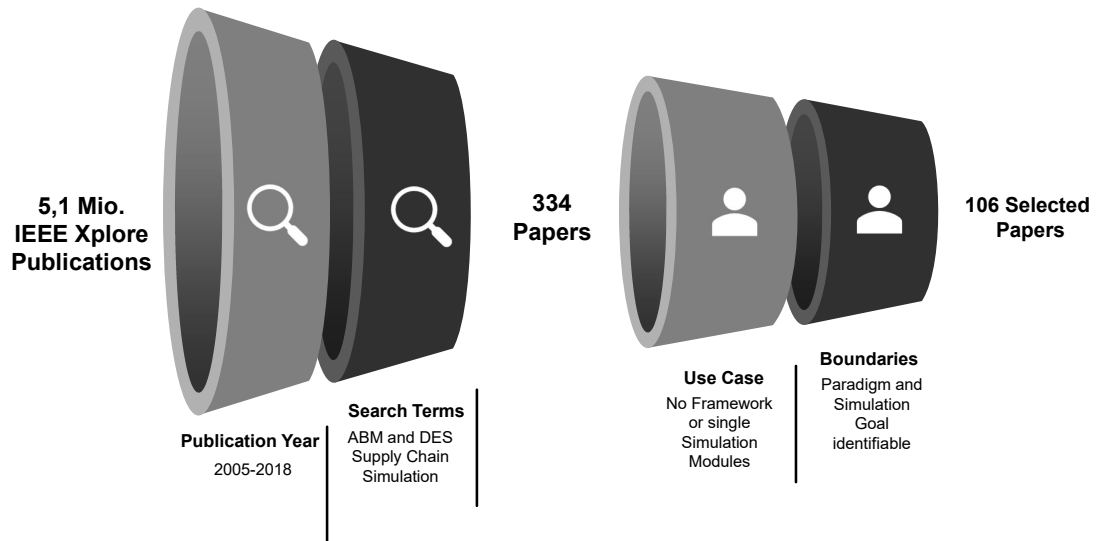 5,1 Mio.
IEEE Xplore
Publications
Publication Year
2005-2018
Search Terms
ABM and DES
Supply Chain
Simulation
334
Papers
Use Case
No Framework
or single
Simulation
Modules
Boundaries
Paradigm and
Simulation
Goal
identifiable
106 Selected
Papers